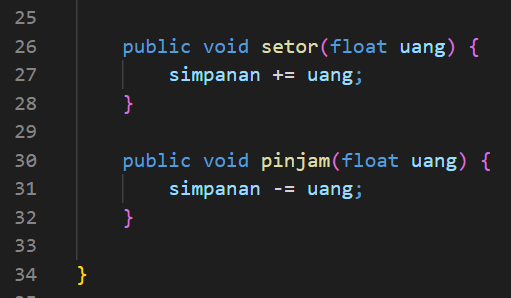 25
26 public void setor(float uang) {
27 simpanan += uang;
28 }
29
30 public void pinjam(float uang) {
31 simpanan -= uang;
32 }
33
34 }